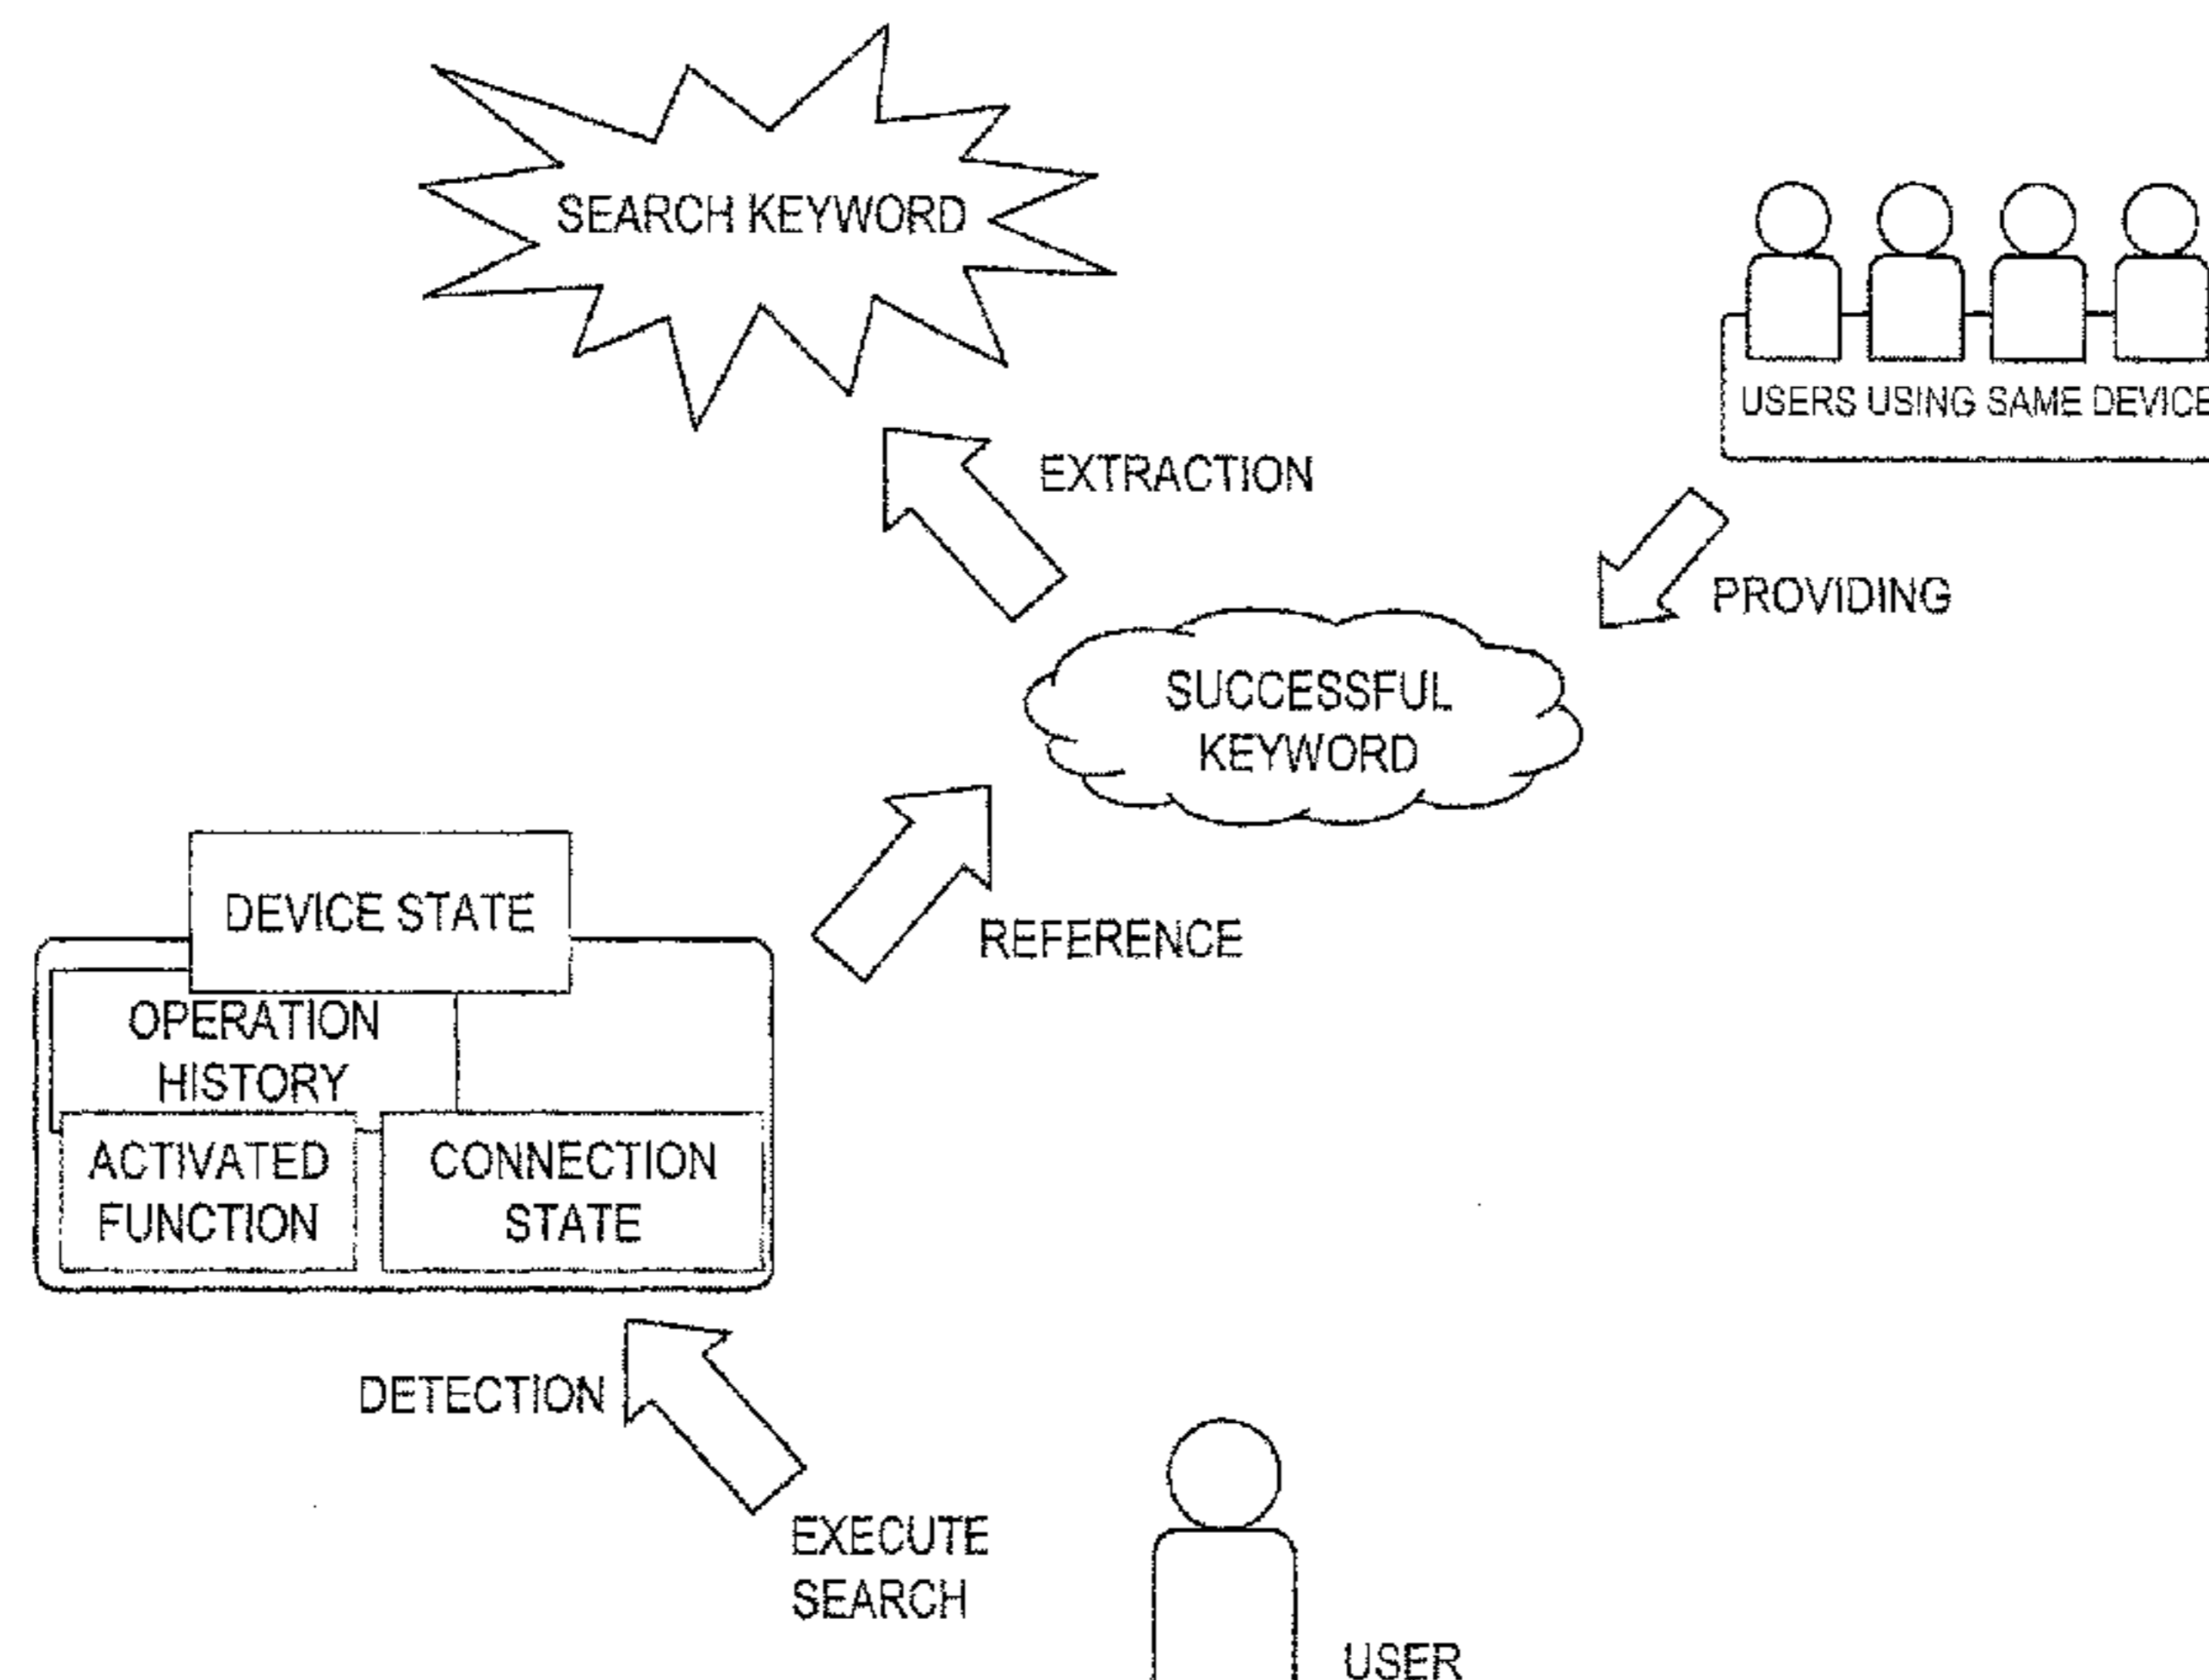 SEARCH KEYWORD
USERS USING SAME DEVICE
EXTRACTION
PROVIDING
SUCCESSFUL
KEYWORD
DEVICE STATE
REFERENCE
OPERATION
HISTORY
ACTIVATED
FUNCTION
CONNECTION
STATE
DETECTION
EXECUTE
SEARCH
USER